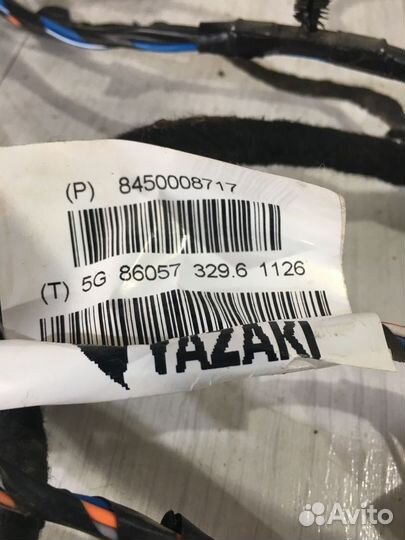 (P) 8450008717
(T) 5G 86057 329.6 1126
YAZAKI
Avito